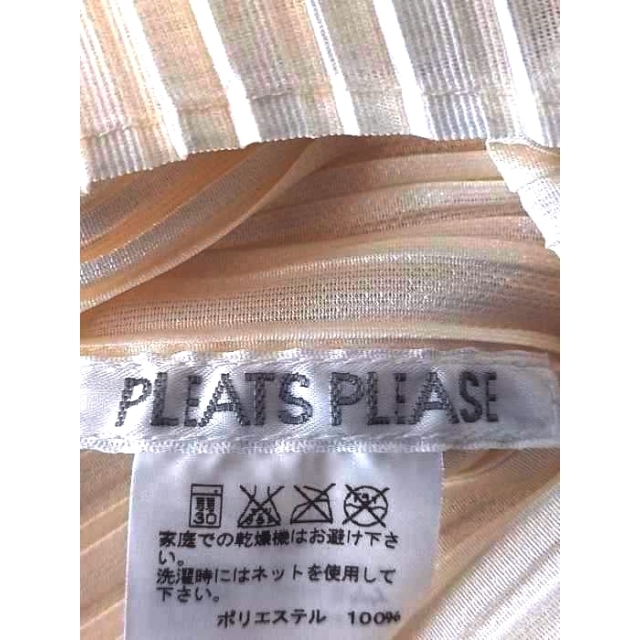 PLEATS PLEASE
30
家庭での乾燥機はお避け下さ
い。
洗濯時にはネットを使用して
下さい。
ポリエステル 100%